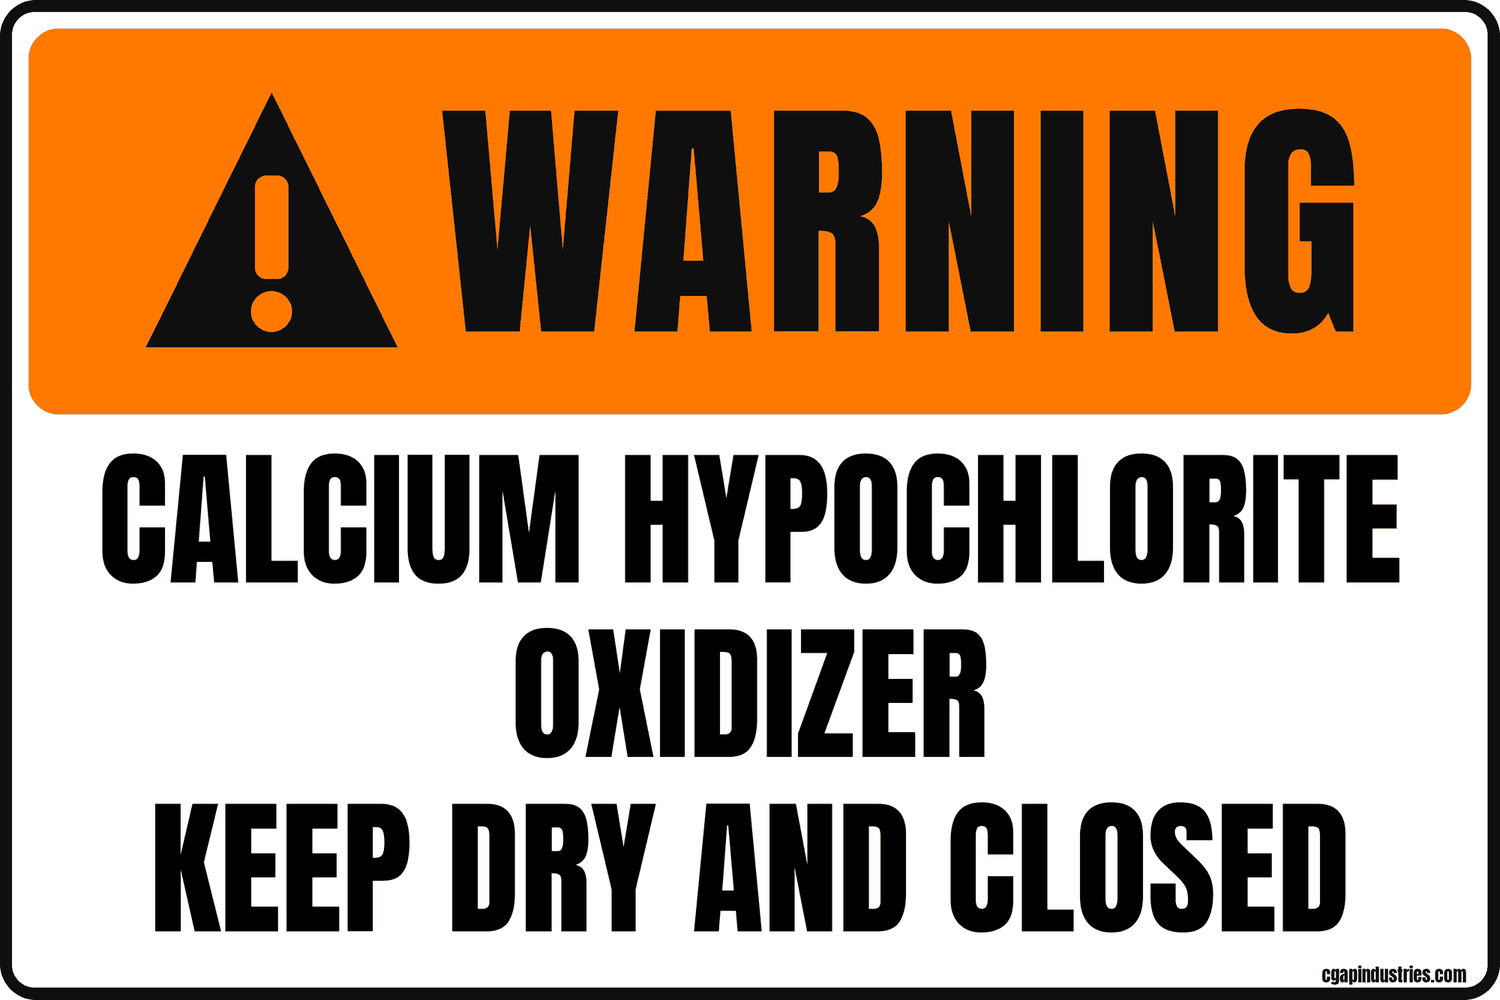 WARNING
CALCIUM HYPOCHLORITE
OXIDIZER
KEEP DRY AND CLOSED
cgapindustries.com